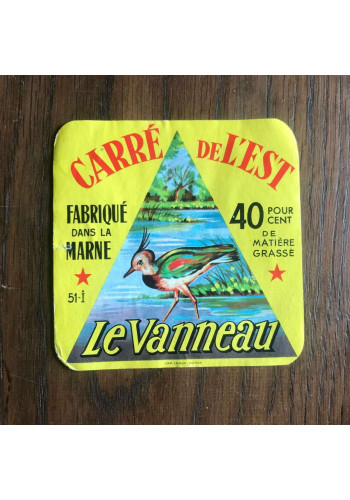 CARRÉ DE L'EST
FABRIQUÉ
DANS LA
MARNE
51-I
40 POUR
CENT
DE
MATIÈRE
GRASSE
Le Vanneau